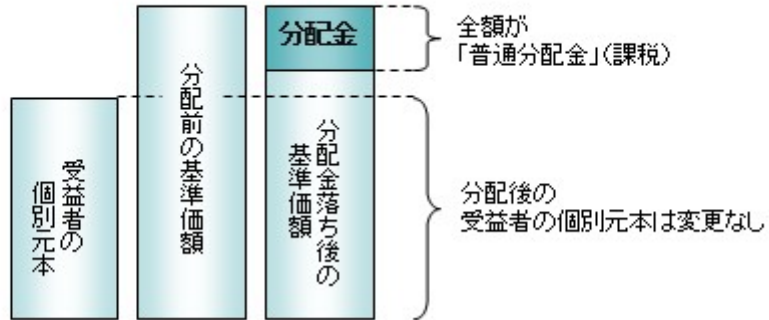 受益者の
個別元本
分配前の基準価額
分配金
分配金落ち後の
基準価額
全額が
「普通分配金」(課税)
分配後の
受益者の個別元本は変更なし